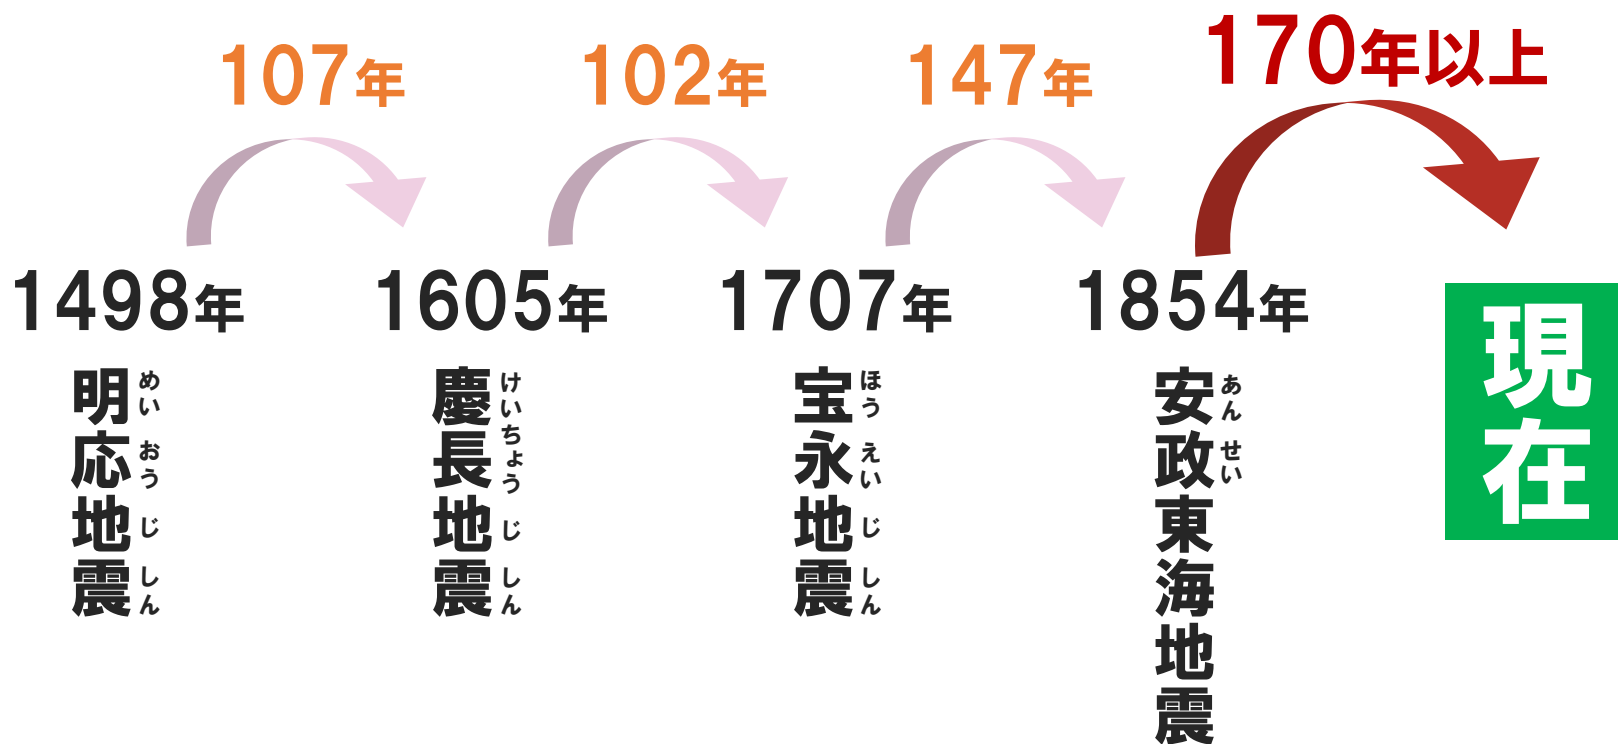 107年
102年
147年
170年以上
1498年
1605年
1707年
1854年
現在
明応地震
めいおうじしん
慶長地震
けいちょうじしん
宝永地震
ほうえいじしん
安政東海地震
あんせい